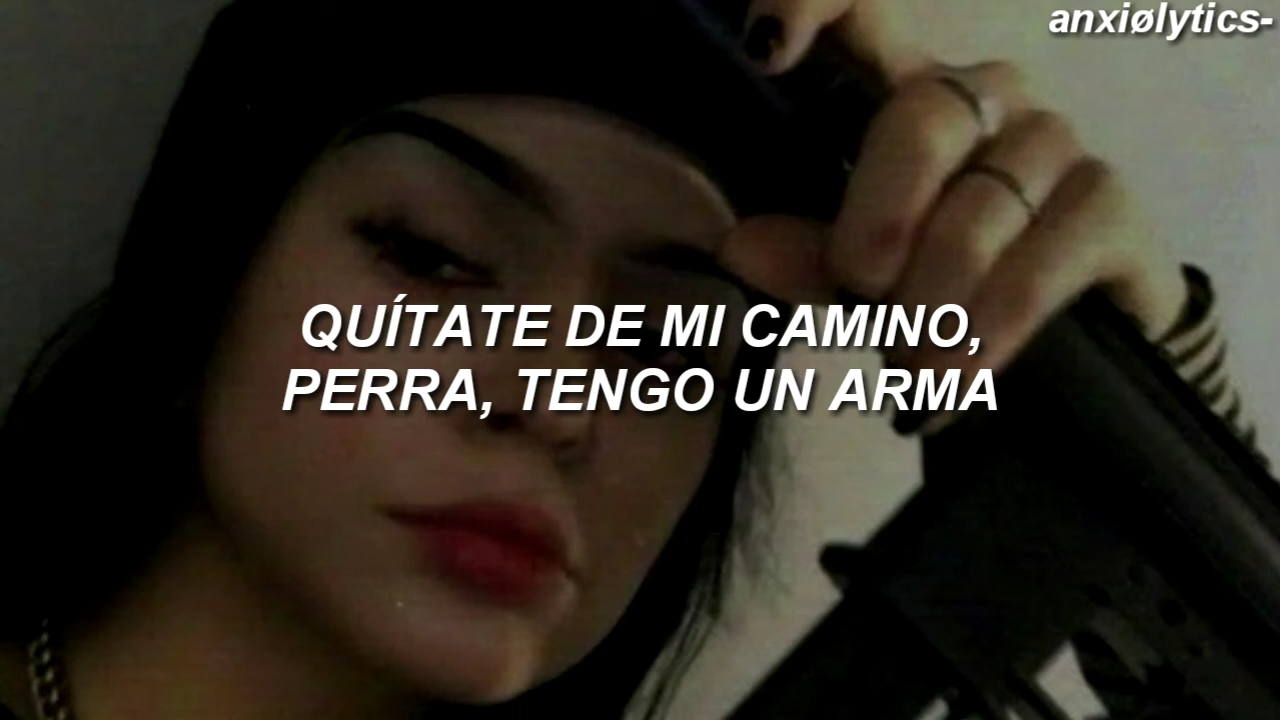 anxiølytics-
QUÍTATE DE MI CAMINO,
PERRA, TENGO UN ARMA